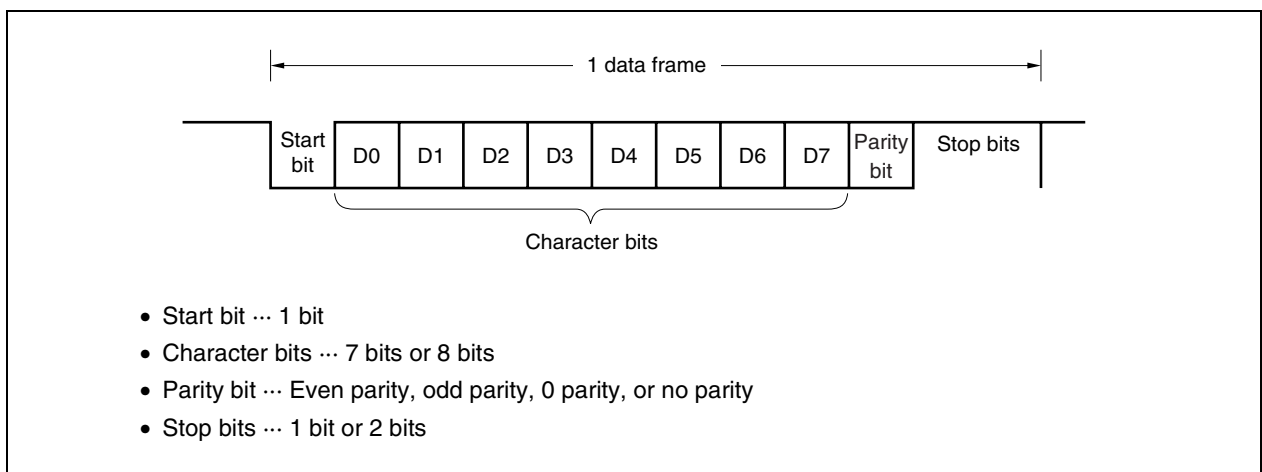 1 data frame
Start
bit
D0 D1 D2 D3 D4 D5 D6 D7
Parity
bit
Stop bits
Character bits
• Start bit ··· 1 bit
• Character bits ··· 7 bits or 8 bits
• Parity bit ··· Even parity, odd parity, 0 parity, or no parity
• Stop bits ··· 1 bit or 2 bits